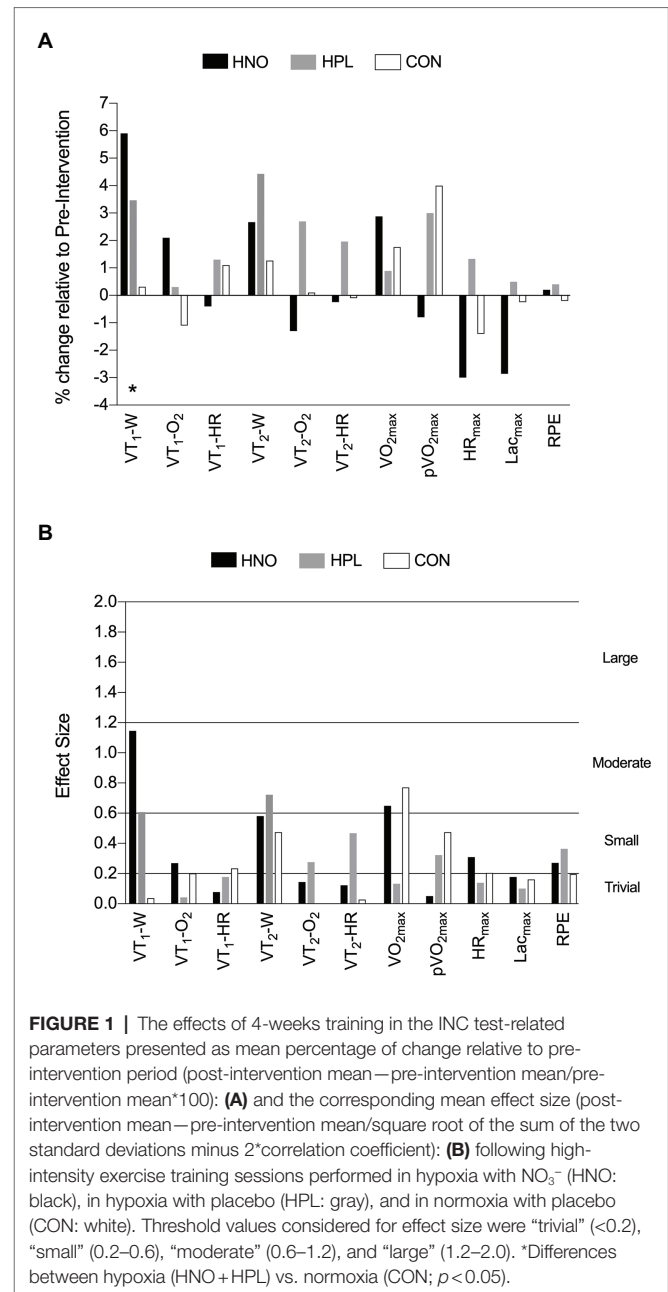 A
HNO HPL CON
% change relative to Pre-Intervention
7
6
5
4
3
2
1
0
-1
-2
-3
-4
*
VT₁-W
VT₁-O₂
VT₁-HR
VT₂-W
VT₂-O₂
VT₂-HR
VO₂max
pVO₂max
HRmax
Lacmax
RPE
B
HNO HPL CON
Effect Size
2.0
1.8
1.6
1.4
1.2
1.0
0.8
0.6
0.4
0.2
0.0
Large
Moderate
Small
Trivial
VT₁-W
VT₁-O₂
VT₁-HR
VT₂-W
VT₂-O₂
VT₂-HR
VO₂max
pVO₂max
HRmax
Lacmax
RPE
FIGURE 1 | The effects of 4-weeks training in the INC test-related
parameters presented as mean percentage of change relative to pre-
intervention period (post-intervention mean—pre-intervention mean/pre-
intervention mean*100): (A) and the corresponding mean effect size (post-
intervention mean—pre-intervention mean/square root of the sum of the two
standard deviations minus 2*correlation coefficient): (B) following high-
intensity exercise training sessions performed in hypoxia with NO₃⁻ (HNO:
black), in hypoxia with placebo (HPL: gray), and in normoxia with placebo
(CON: white). Threshold values considered for effect size were “trivial” (<0.2),
“small” (0.2–0.6), “moderate” (0.6–1.2), and “large” (1.2–2.0). *Differences
between hypoxia (HNO+HPL) vs. normoxia (CON; p<0.05).